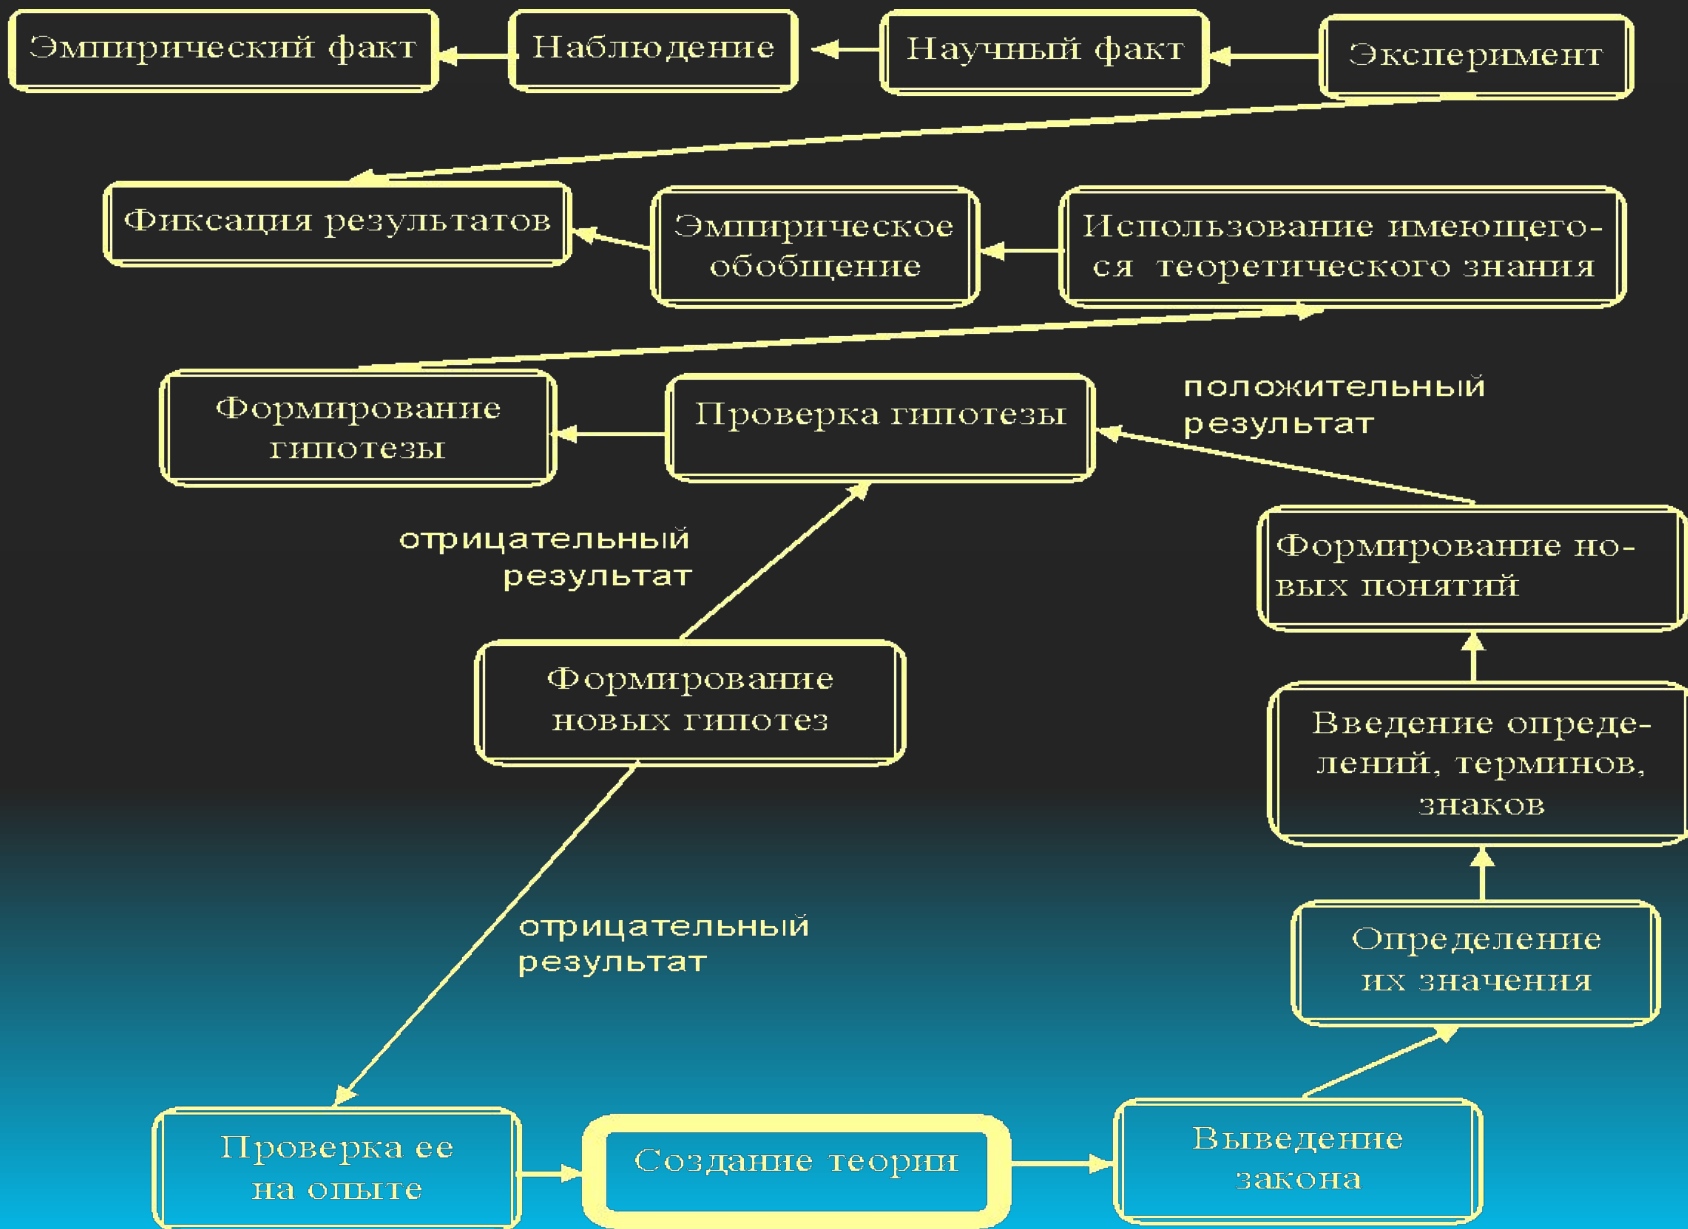 Эмпирический факт
Наблюдение
Научный факт
Эксперимент
Фиксация результатов
Эмпирическое
обобщение
Использование имеющего-
ся теоретического знания
Формирование
гипотезы
Проверка гипотезы
положительный
результат
отрицательный
результат
Формирование но-
вых понятий
Формирование
новых гипотез
Введение опреде-
лений, терминов,
знаков
отрицательный
результат
Определение
их значения
Проверка ее
на опыте
Создание теории
Выведение
закона